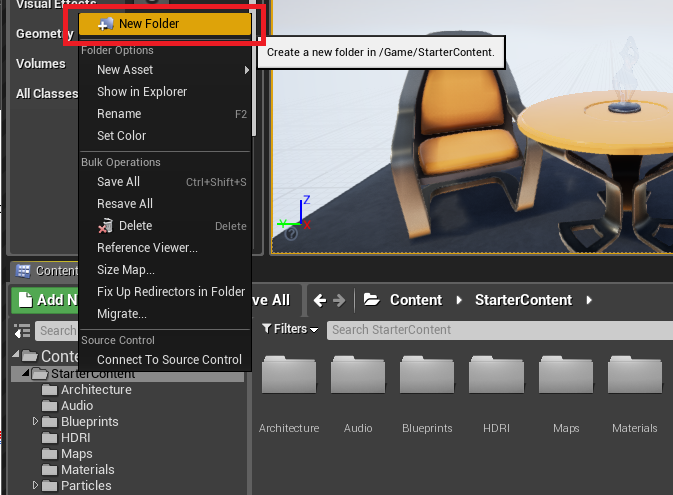 Visual Effects
New Folder
Geometry
Folder Options
Create a new folder in /Game/StarterContent.
Volumes
New Asset
All Classes
Show in Explorer
Rename F2
Set Color
Bulk Operations
Save All Ctrl+Shift+S
Resave All
Delete Delete
Reference Viewer...
Size Map...
Fix Up Redirectors in Folder
Migrate...
Source Control
Connect To Source Control
Z
Y
X
?
Content
Add N
ve All
Content
StarterContent
Search
Filters
Search StarterContent
Conte
StarterContent
Architecture
Audio
Blueprints
HDRI
Maps
Materials
Particles
Architecture
Audio
Blueprints
HDRI
Maps
Materials